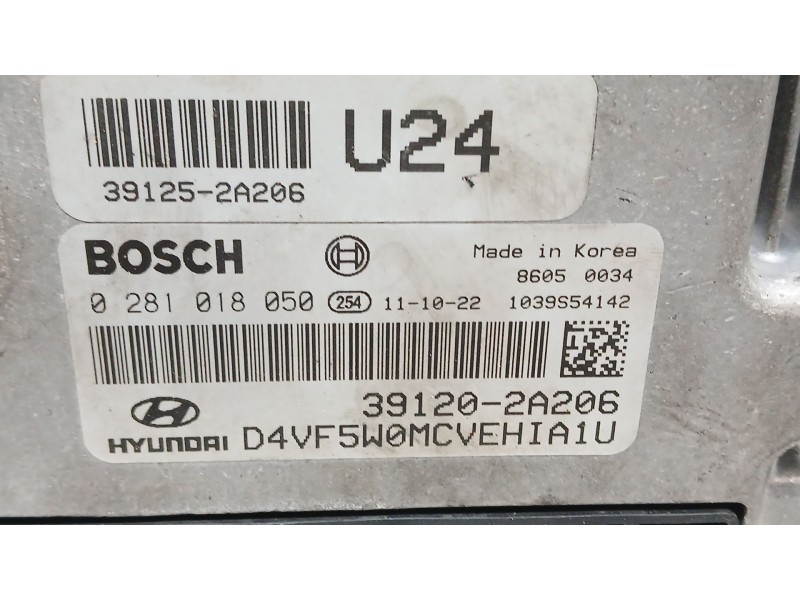 U24
39125-2A206
BOSCH
Made in Korea
8605 0034
0 281 018 050 254 11-10-22 1039S54142
39120-2A206
HYUNDAI D4VF5W0MCVEHIA1U